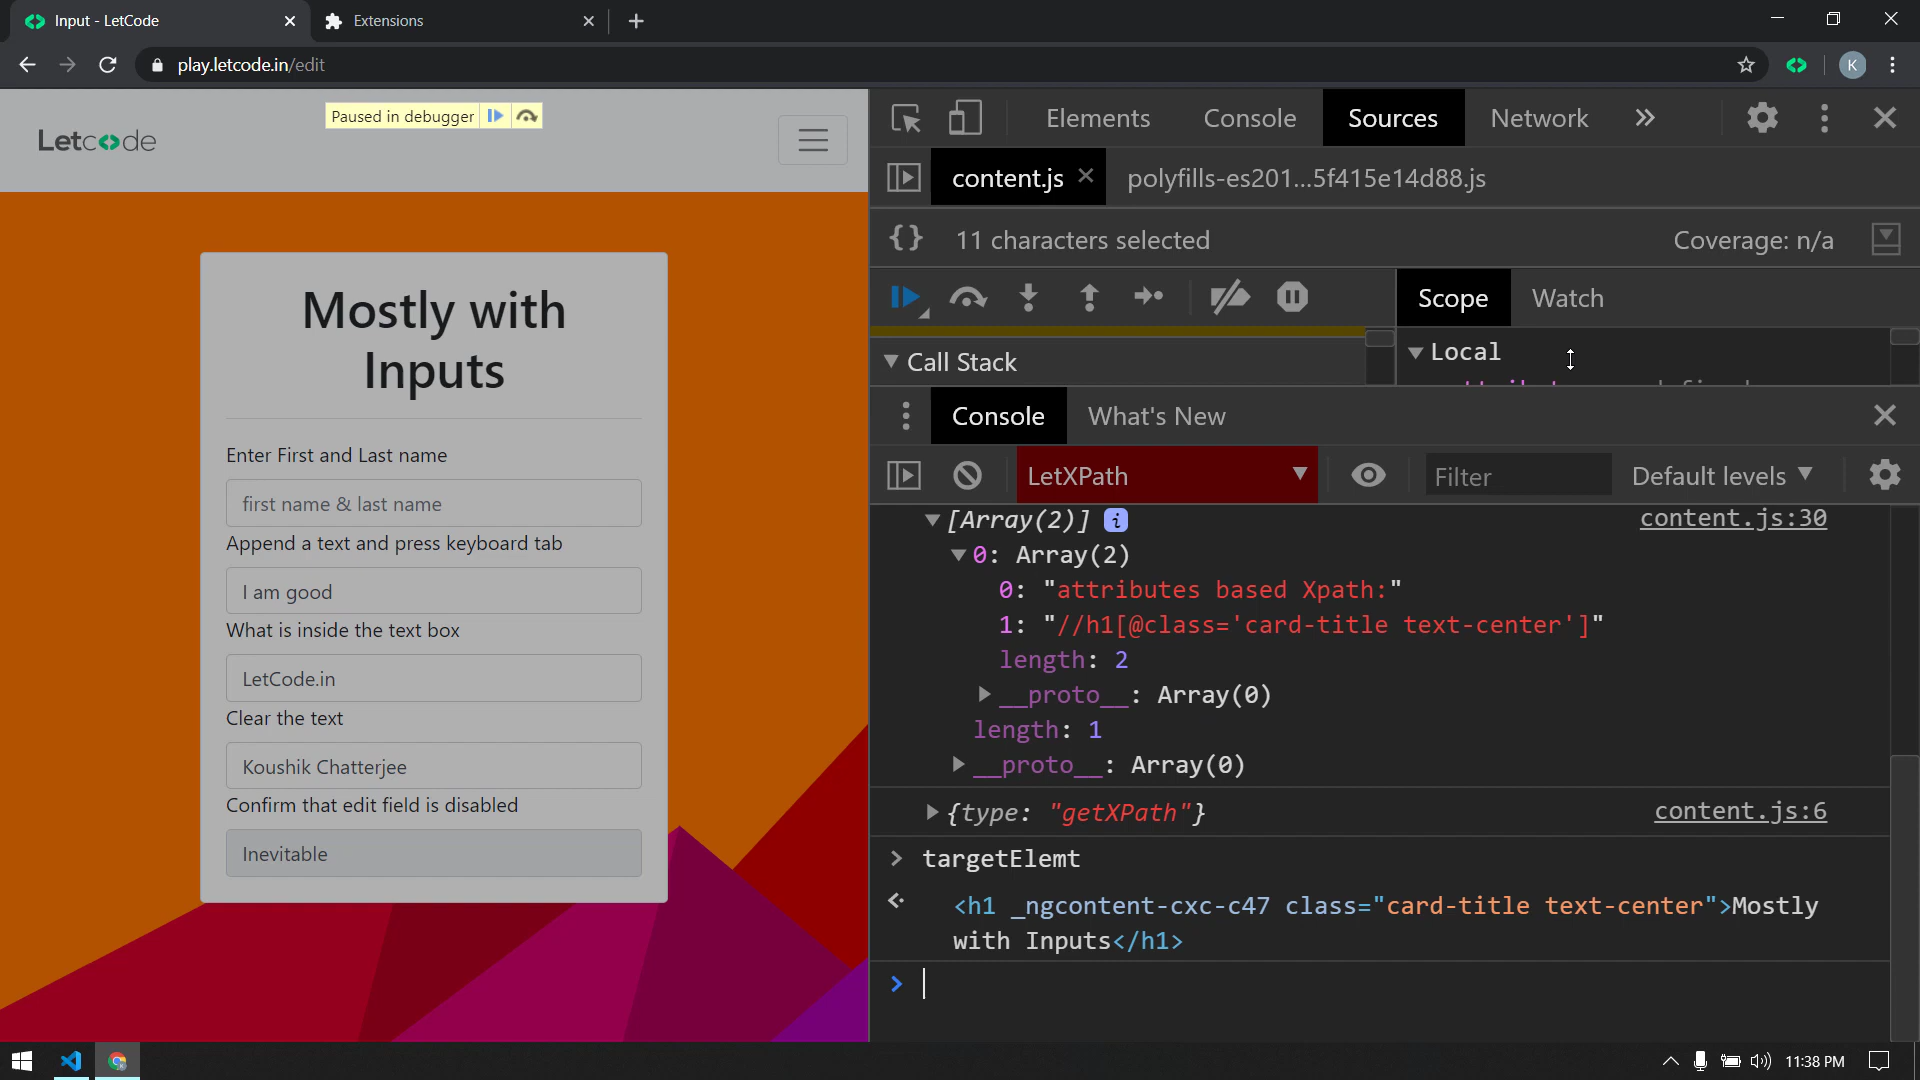 Input - LetCode
Extensions
play.letcode.in/edit
K
Paused in debugger
Letcode
Mostly with
Inputs
Enter First and Last name
first name & last name
Append a text and press keyboard tab
I am good
What is inside the text box
LetCode.in
Clear the text
Koushik Chatterjee
Confirm that edit field is disabled
Inevitable
Elements
Console
Sources
Network
content.js
polyfills-es201...5f415e14d88.js
{} 11 characters selected
Coverage: n/a
Scope
Watch
Call Stack
Local
Console
What's New
LetXPath
Filter
Default levels
[Array(2)] i
content.js:30
0: Array(2)
0: "attributes based Xpath:"
1: "//h1[@class='card-title text-center']"
length: 2
__proto__: Array(0)
length: 1
__proto__: Array(0)
{type: "getXPath"}
content.js:6
> targetElemt
<h1 _ngcontent-cxc-c47 class="card-title text-center">Mostly
with Inputs</h1>
>
11:38 PM